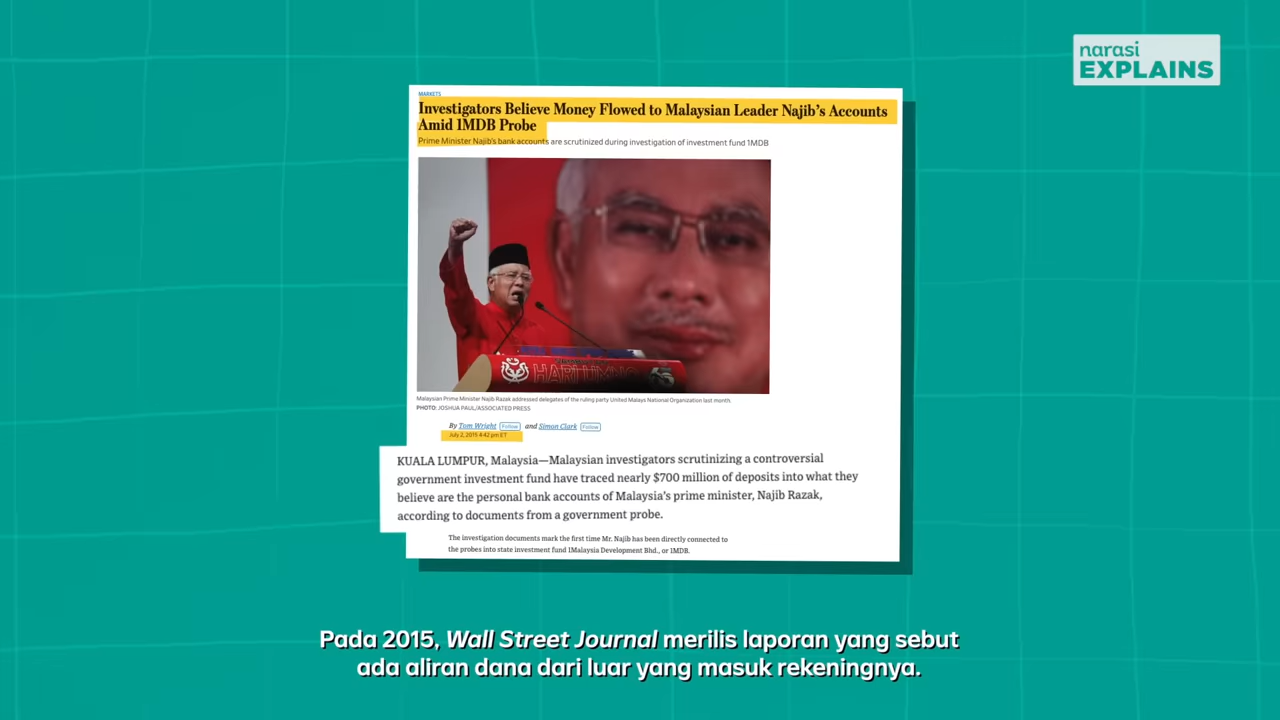 narasi
EXPLAINS
MARKETS
Investigators Believe Money Flowed to Malaysian Leader Najib's Accounts
Amid 1MDB Probe
Prime Minister Najib's bank accounts are scrutinized during investigation of investment fund 1MDB
HARI UMNO
Malaysian Prime Minister Najib Razak addressed delegates of the ruling party United Malays National Organization last month.
PHOTO: JOSHUA PAUL/ASSOCIATED PRESS
By Tom Wright Follow and Simon Clark Follow
July 2, 2015 4:42 pm ET
KUALA LUMPUR, Malaysia—Malaysian investigators scrutinizing a controversial
government investment fund have traced nearly $700 million of deposits into what they
believe are the personal bank accounts of Malaysia's prime minister, Najib Razak,
according to documents from a government probe.
The investigation documents mark the first time Mr. Najib has been directly connected to
the probes into state investment fund 1Malaysia Development Bhd., or 1MDB.
Pada 2015, Wall Street Journal merilis laporan yang sebut
ada aliran dana dari luar yang masuk rekeningnya.